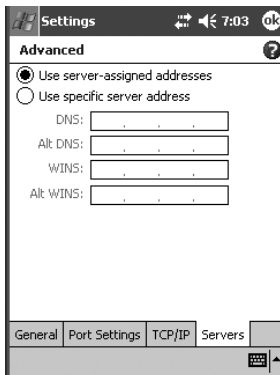 Settings 7:03 ok
Advanced ?
Use server-assigned addresses
Use specific server address
DNS: . . .
Alt DNS: . . .
WINS: . . .
Alt WINS: . . .
General Port Settings TCP/IP Servers